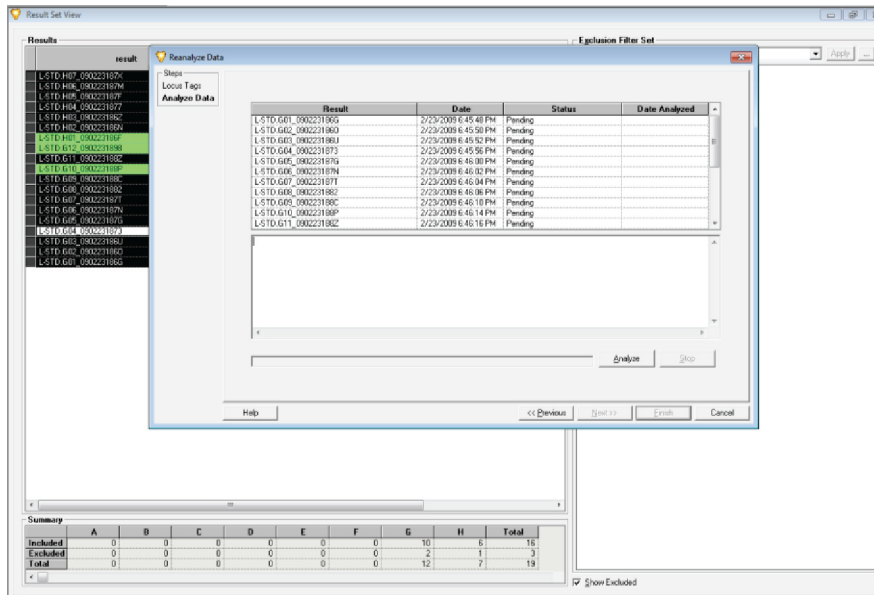 Result Set View
Results
result
L-STD.H07_090223187X
L-STD.H06_090223187M
L-STD.H05_090223187F
L-STD.H04_0902231877
L-STD.H03_090223186Z
L-STD.H02_090223186N
L-STD.H01_090223186F
L-STD.G12_0902231898
L-STD.G11_090223188Z
L-STD.G10_090223188P
L-STD.G09_090223188C
L-STD.G08_0902231882
L-STD.G07_090223187T
L-STD.G06_090223187N
L-STD.G05_090223187G
L-STD.G04_0902231873
L-STD.G03_090223186U
L-STD.G02_090223186O
L-STD.G01_090223186G
Exclusion Filter Set
Apply ...
Reanalyze Data
Steps
Locus Tags
Analyze Data
Result Date Status Date Analyzed
L-STD.G01_090223186G 2/23/2009 6:45:48 PM Pending
L-STD.G02_090223186O 2/23/2009 6:45:50 PM Pending
L-STD.G03_090223186U 2/23/2009 6:45:52 PM Pending
L-STD.G04_0902231873 2/23/2009 6:45:56 PM Pending
L-STD.G05_090223187G 2/23/2009 6:46:00 PM Pending
L-STD.G06_090223187N 2/23/2009 6:46:02 PM Pending
L-STD.G07_090223187T 2/23/2009 6:46:04 PM Pending
L-STD.G08_0902231882 2/23/2009 6:46:06 PM Pending
L-STD.G09_090223188C 2/23/2009 6:46:10 PM Pending
L-STD.G10_090223188P 2/23/2009 6:46:14 PM Pending
L-STD.G11_090223188Z 2/23/2009 6:46:16 PM Pending
Analyze Stop
Help << Previous Next >> Finish Cancel
Summary
A B C D E F G H Total
Included 0 0 0 0 0 0 10 6 16
Excluded 0 0 0 0 0 0 2 1 3
Total 0 0 0 0 0 0 12 7 19
Show Excluded